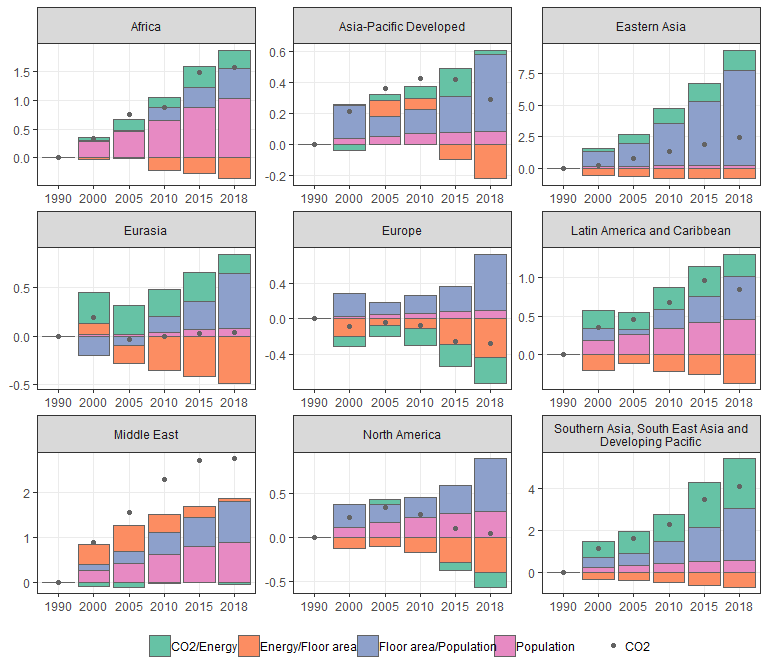 Africa
Asia-Pacific Developed
Eastern Asia
1.5
1.0
0.5
0.0
0.6
0.4
0.2
0.0
-0.2
7.5
5.0
2.5
0.0
1990 2000 2005 2010 2015 2018
1990 2000 2005 2010 2015 2018
1990 2000 2005 2010 2015 2018
Eurasia
Europe
Latin America and Caribbean
0.5
0.0
-0.5
0.4
0.0
-0.4
1.0
0.5
0.0
1990 2000 2005 2010 2015 2018
1990 2000 2005 2010 2015 2018
1990 2000 2005 2010 2015 2018
Middle East
North America
Southern Asia, South East Asia and
Developing Pacific
2
1
0
0.5
0.0
-0.5
4
2
0
1990 2000 2005 2010 2015 2018
1990 2000 2005 2010 2015 2018
1990 2000 2005 2010 2015 2018
CO2/Energy Energy/Floor area Floor area/Population Population CO2